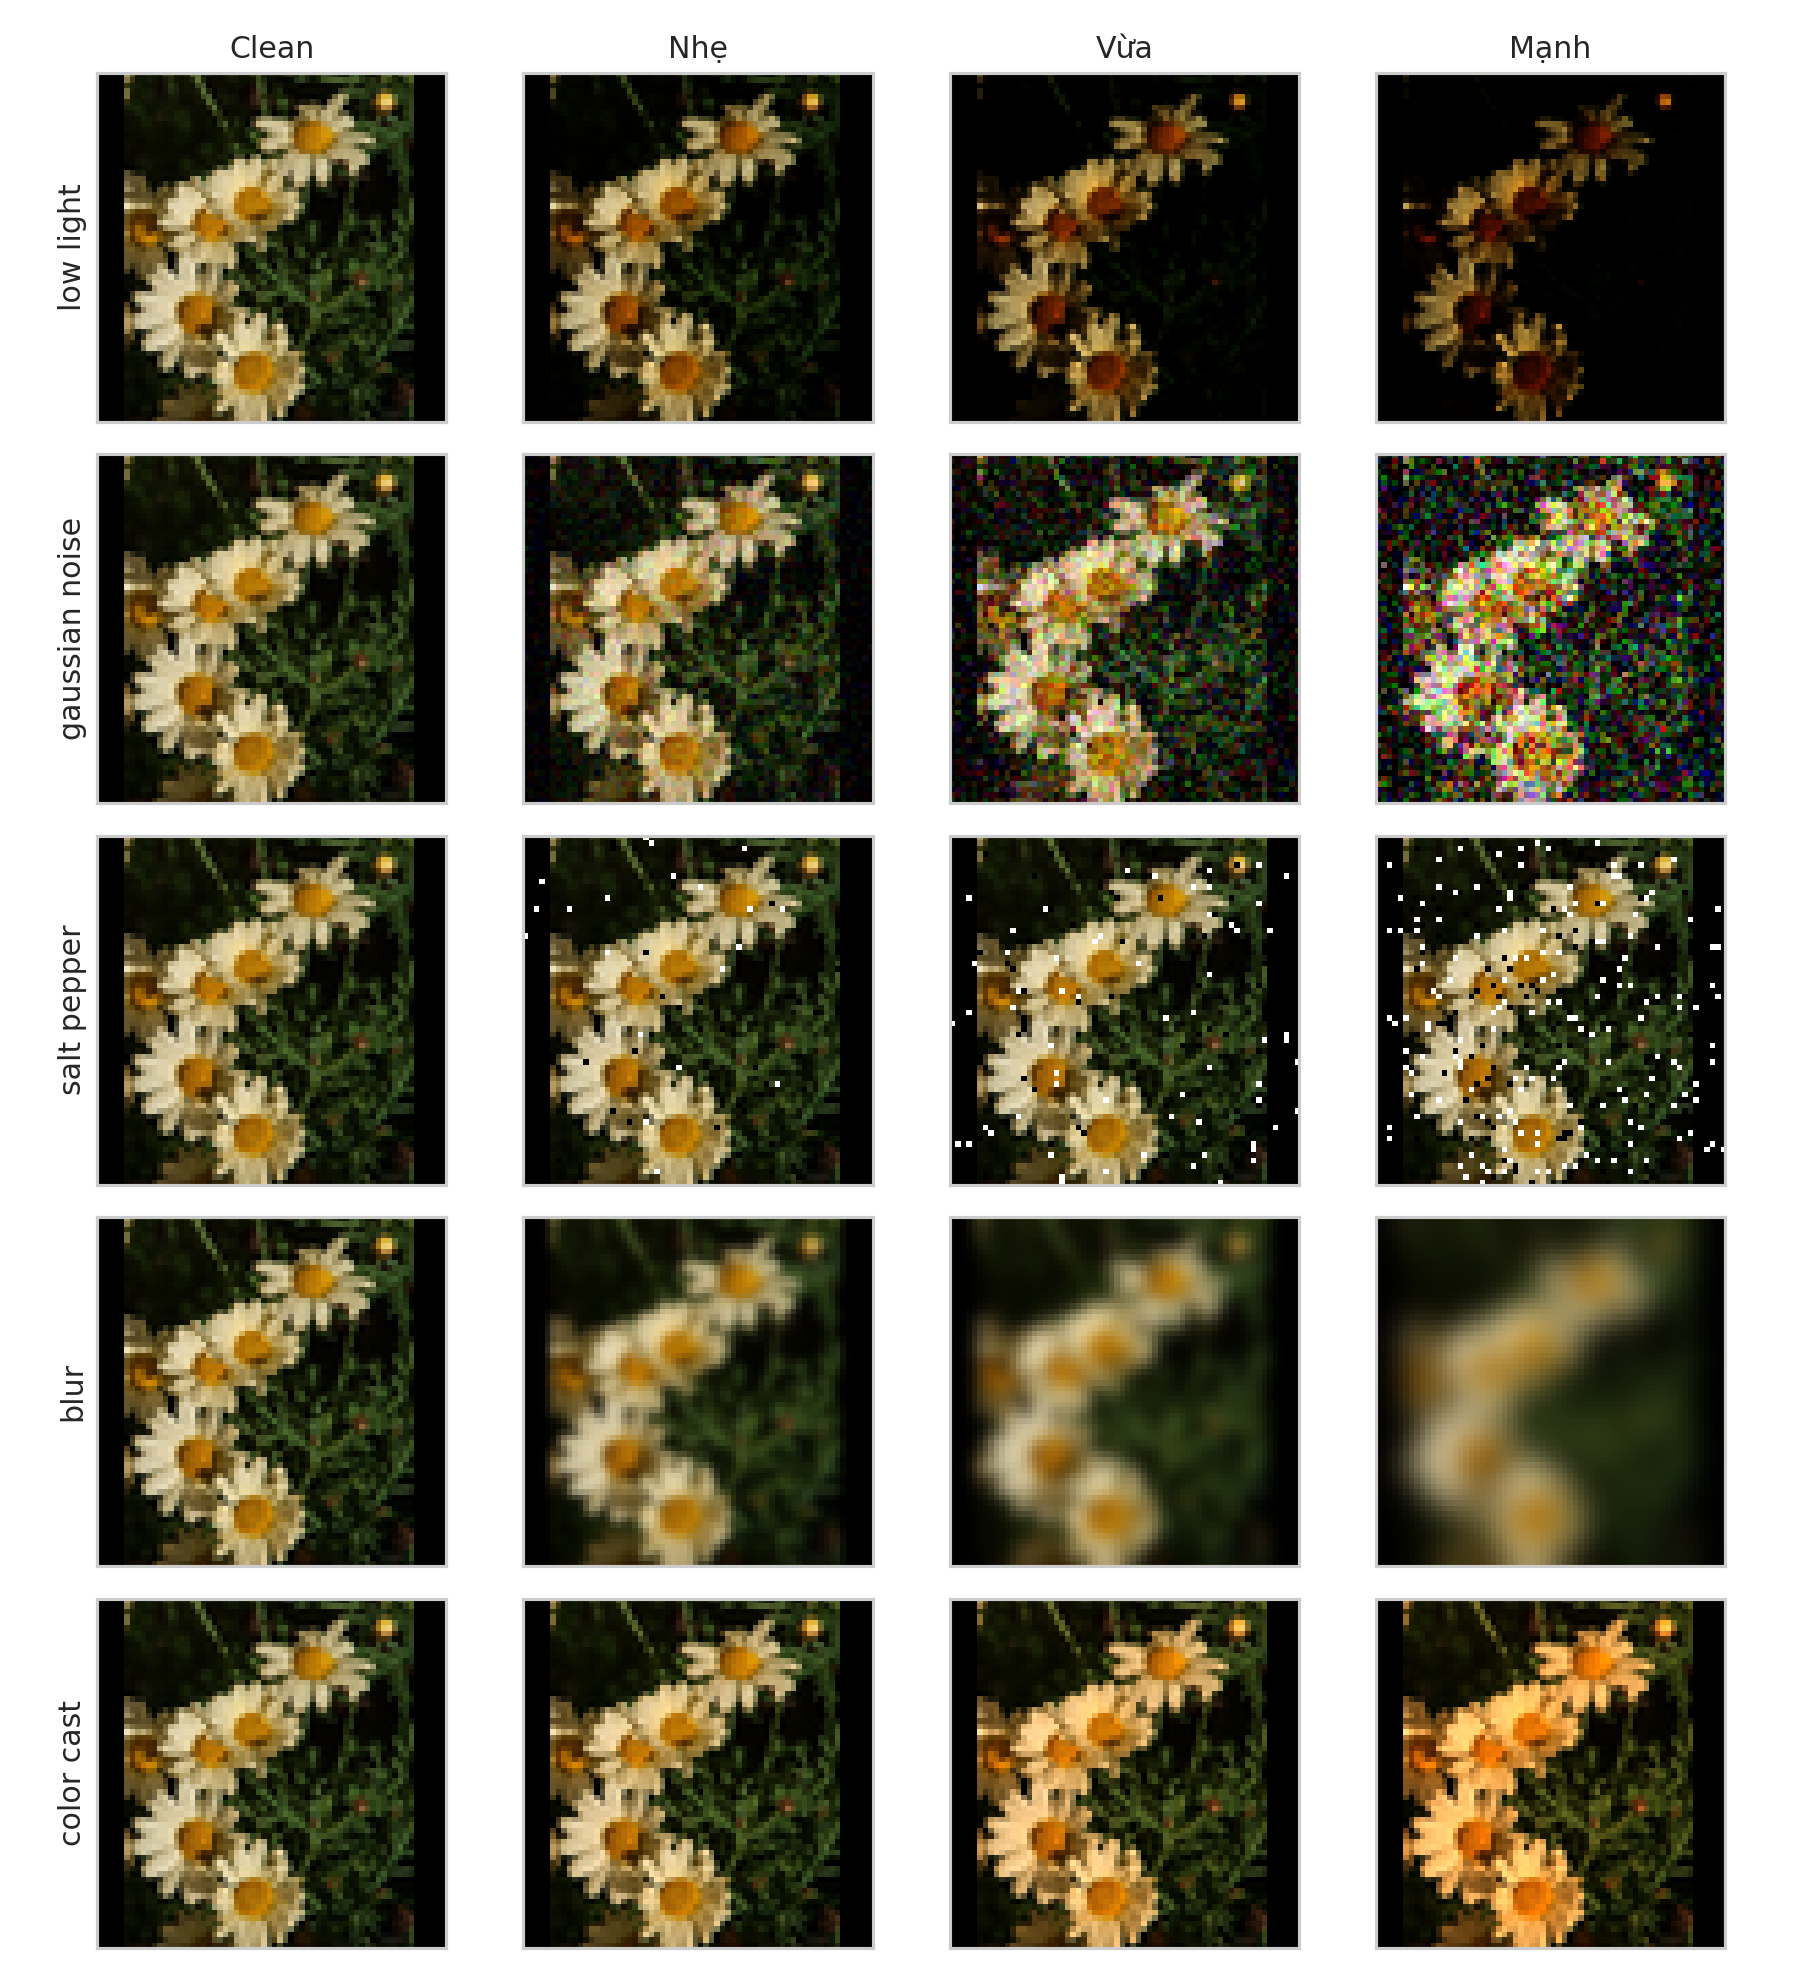 Clean Nhẹ Vừa Mạnh
low light
gaussian noise
salt pepper
blur
color cast